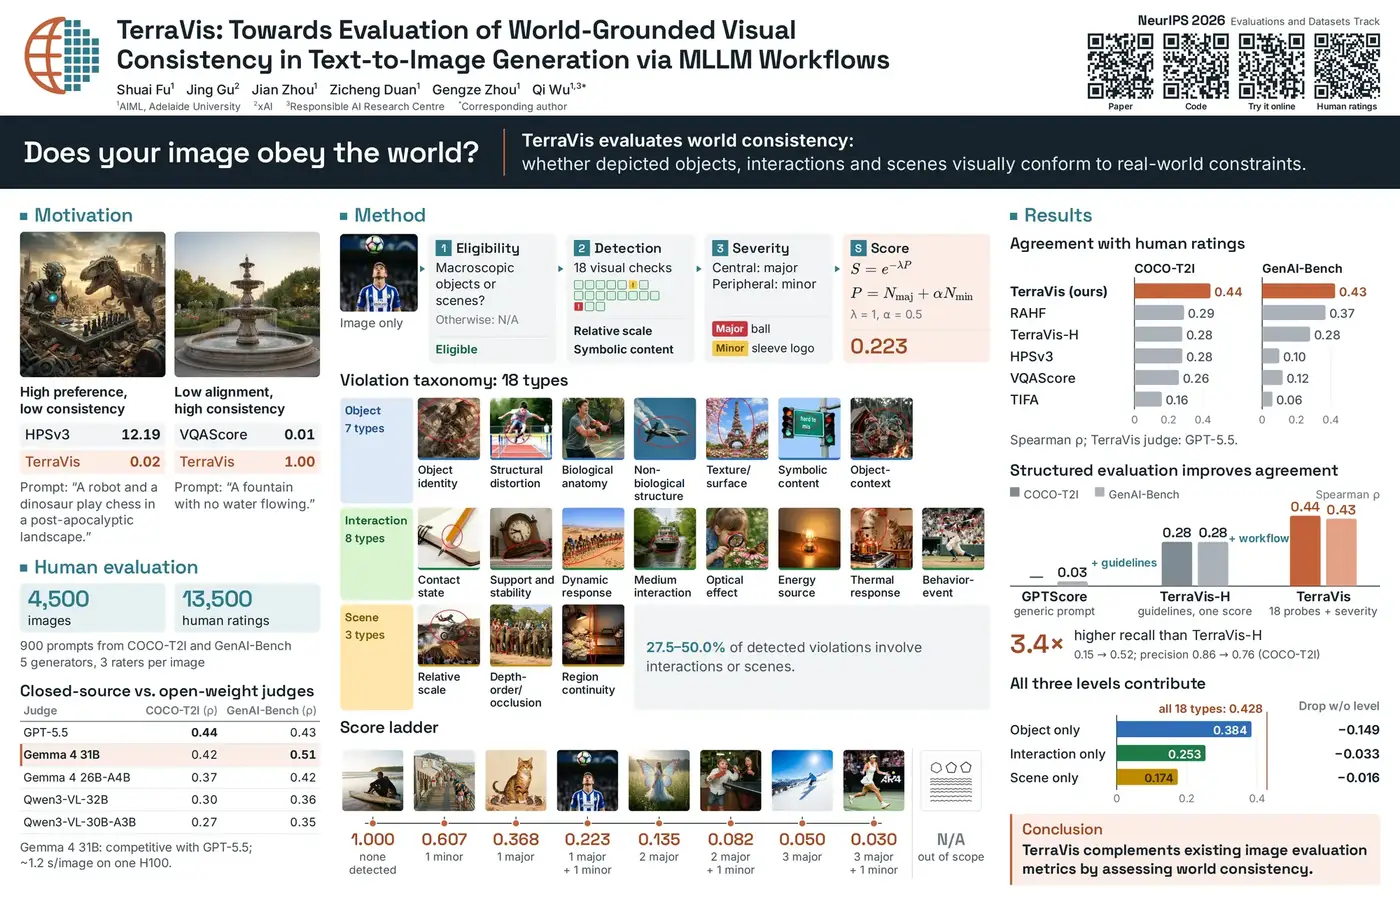 TerraVis: Towards Evaluation of World-Grounded Visual
Consistency in Text-to-Image Generation via MLLM Workflows
Shuai Fu¹ Jing Gu² Jian Zhou¹ Zicheng Duan¹ Gengze Zhou¹ Qi Wu¹,³*
¹AIML, Adelaide University ²xAI ³Responsible AI Research Centre *Corresponding author
NeurIPS 2026 Evaluations and Datasets Track
Paper Code Try it online Human ratings
Does your image obey the world?
TerraVis evaluates world consistency:
whether depicted objects, interactions and scenes visually conform to real-world constraints.
Motivation
High preference,
low consistency
HPSv3 12.19
TerraVis 0.02
Prompt: “A robot and a
dinosaur play chess in
a post-apocalyptic
landscape.”
Low alignment,
high consistency
VQAScore 0.01
TerraVis 1.00
Prompt: “A fountain
with no water flowing.”
Human evaluation
4,500
images
13,500
human ratings
900 prompts from COCO-T2I and GenAI-Bench
5 generators, 3 raters per image
Closed-source vs. open-weight judges
Judge COCO-T2I (ρ) GenAI-Bench (ρ)
GPT-5.5 0.44 0.43
Gemma 4 31B 0.42 0.51
Gemma 4 26B-A4B 0.37 0.42
Qwen3-VL-32B 0.30 0.36
Qwen3-VL-30B-A3B 0.27 0.35
Gemma 4 31B: competitive with GPT-5.5;
~1.2 s/image on one H100.
Method
Image only
1 Eligibility
Macroscopic
objects or
scenes?
Otherwise: N/A
Eligible
2 Detection
18 visual checks
!
!
Relative scale
Symbolic content
3 Severity
Central: major
Peripheral: minor
Major ball
Minor sleeve logo
S Score
S = e^{−λP}
P = N_maj + αN_min
λ = 1, α = 0.5
0.223
Violation taxonomy: 18 types
Object
7 types
Object
identity
Structural
distortion
Biological
anatomy
Non-
biological
structure
Texture/
surface
Symbolic
content
Object-
context
Interaction
8 types
Contact
state
Support and
stability
Dynamic
response
Medium
interaction
Optical
effect
Energy
source
Thermal
response
Behavior-
event
Scene
3 types
Relative
scale
Depth-
order/
occlusion
Region
continuity
27.5–50.0% of detected violations involve
interactions or scenes.
Score ladder
1.000 0.607 0.368 0.223 0.135 0.082 0.050 0.030 N/A
none
detected
1 minor
1 major
1 major
+ 1 minor
2 major
2 major
+ 1 minor
3 major
3 major
+ 1 minor
out of scope
Results
Agreement with human ratings
COCO-T2I GenAI-Bench
TerraVis (ours) 0.44 0.43
RAHF 0.29 0.37
TerraVis-H 0.28 0.28
HPSv3 0.28 0.10
VQAScore 0.26 0.12
TIFA 0.16 0.06
0 0.2 0.4 0 0.2 0.4
Spearman ρ; TerraVis judge: GPT-5.5.
Structured evaluation improves agreement
COCO-T2I GenAI-Bench Spearman ρ
— 0.03
+ guidelines
0.28 0.28
+ workflow
0.44 0.43
GPTScore TerraVis-H TerraVis
generic prompt guidelines, one score 18 probes + severity
3.4× higher recall than TerraVis-H
0.15 → 0.52; precision 0.86 → 0.76 (COCO-T2I)
All three levels contribute
all 18 types: 0.428 Drop w/o level
Object only 0.384 −0.149
Interaction only 0.253 −0.033
Scene only 0.174 −0.016
0 0.2 0.4
Conclusion
TerraVis complements existing image evaluation
metrics by assessing world consistency.